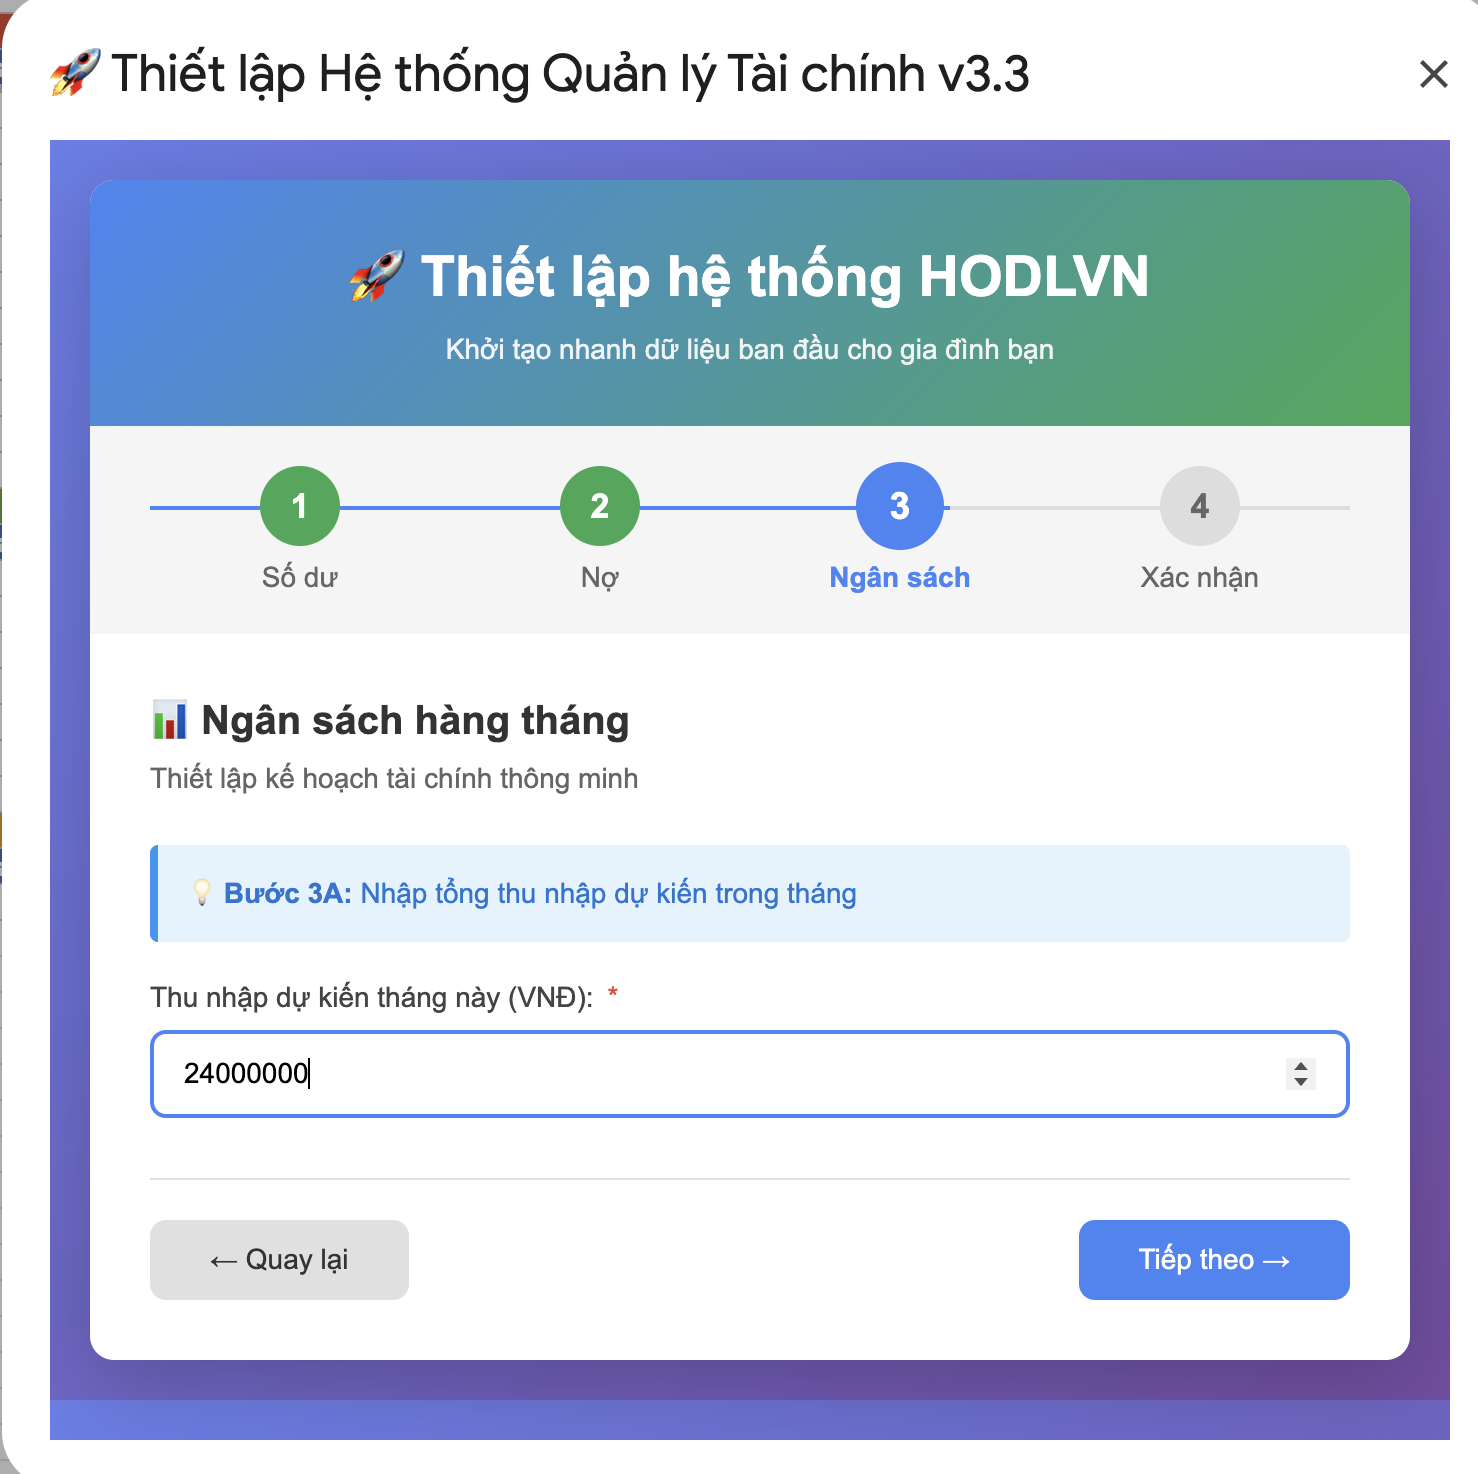 🚀 Thiết lập Hệ thống Quản lý Tài chính v3.3
🚀 Thiết lập hệ thống HODLVN
Khởi tạo nhanh dữ liệu ban đầu cho gia đình bạn
1
2
3
4
Số dư
Nợ
Ngân sách
Xác nhận
📊 Ngân sách hàng tháng
Thiết lập kế hoạch tài chính thông minh
💡 Bước 3A: Nhập tổng thu nhập dự kiến trong tháng
Thu nhập dự kiến tháng này (VNĐ): *
24000000
← Quay lại
Tiếp theo →